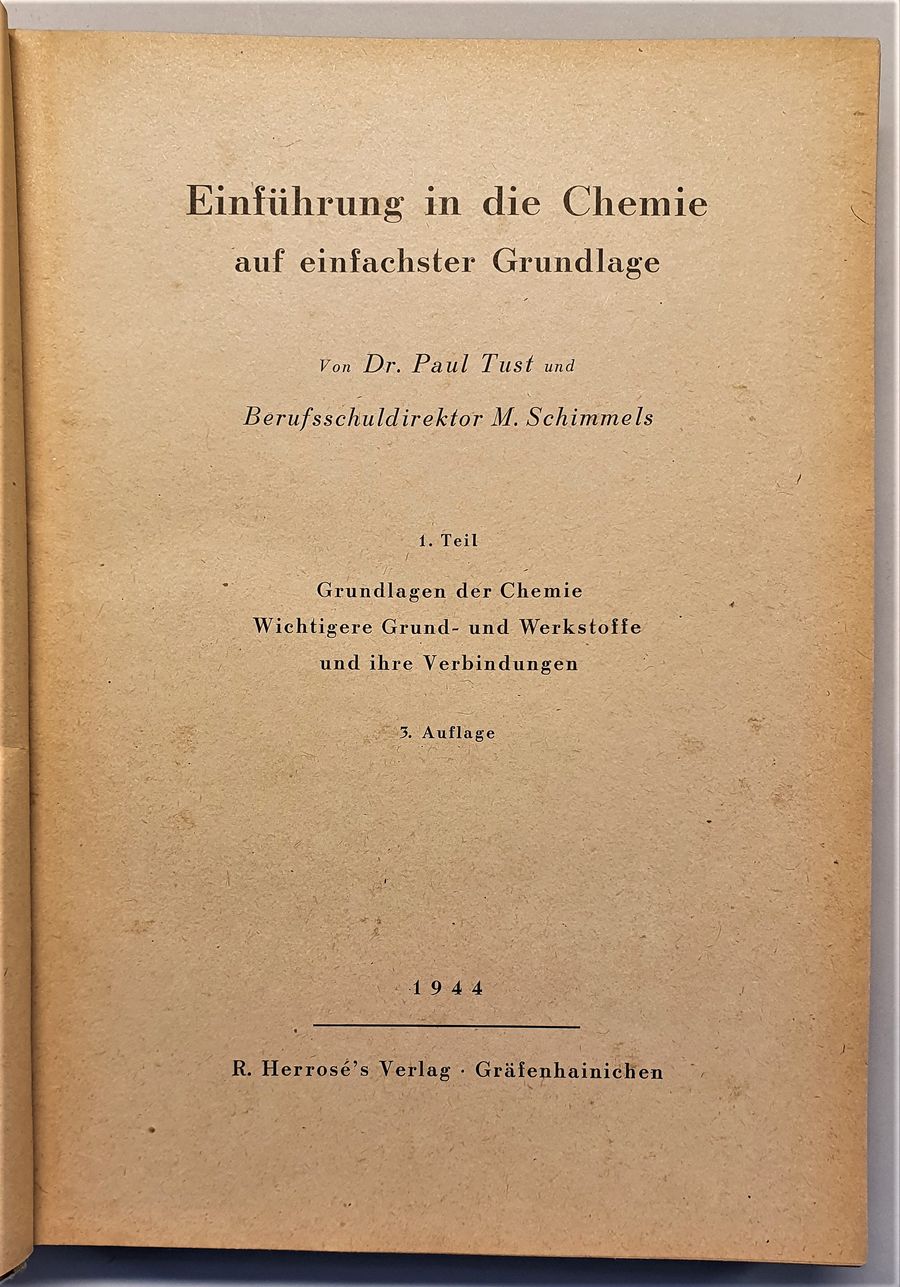 Einführung in die Chemie
auf einfachster Grundlage
Von Dr. Paul Tust und
Berufsschuldirektor M. Schimmels
1. Teil
Grundlagen der Chemie
Wichtigere Grund- und Werkstoffe
und ihre Verbindungen
3. Auflage
1944
R. Herrosé's Verlag · Gräfenhainichen